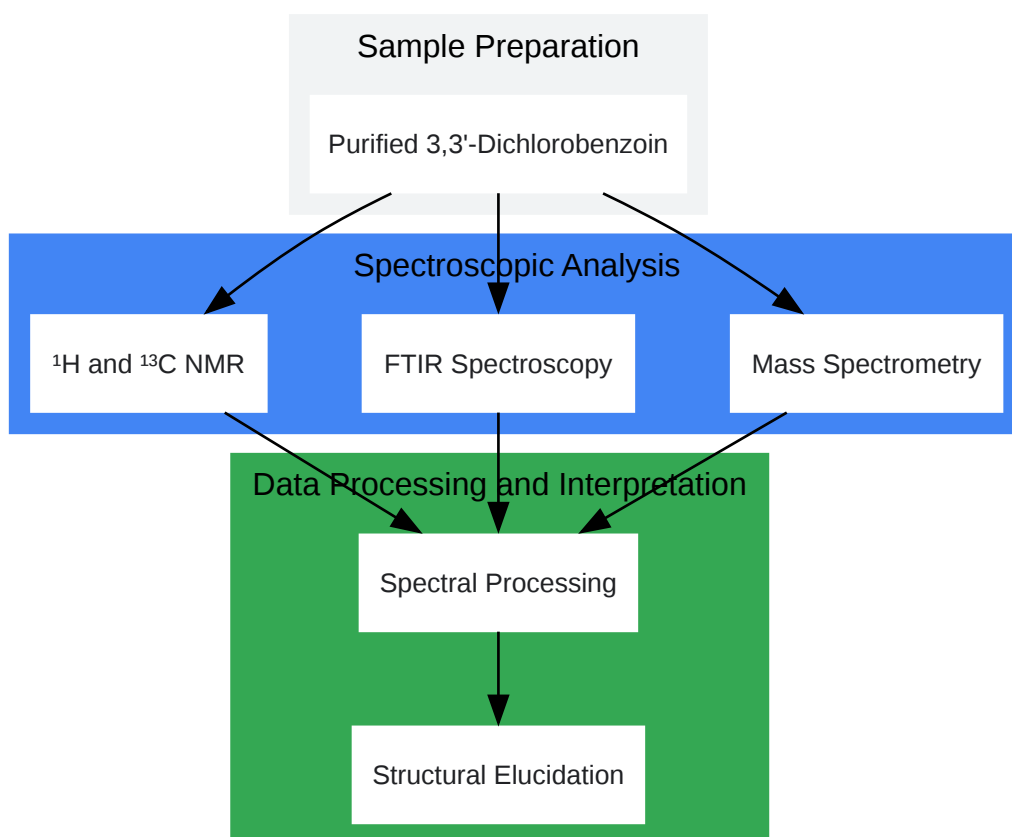 Sample Preparation
Purified 3,3'-Dichlorobenzoin
Spectroscopic Analysis
¹H and ¹³C NMR
FTIR Spectroscopy
Mass Spectrometry
Data Processing and Interpretation
Spectral Processing
Structural Elucidation